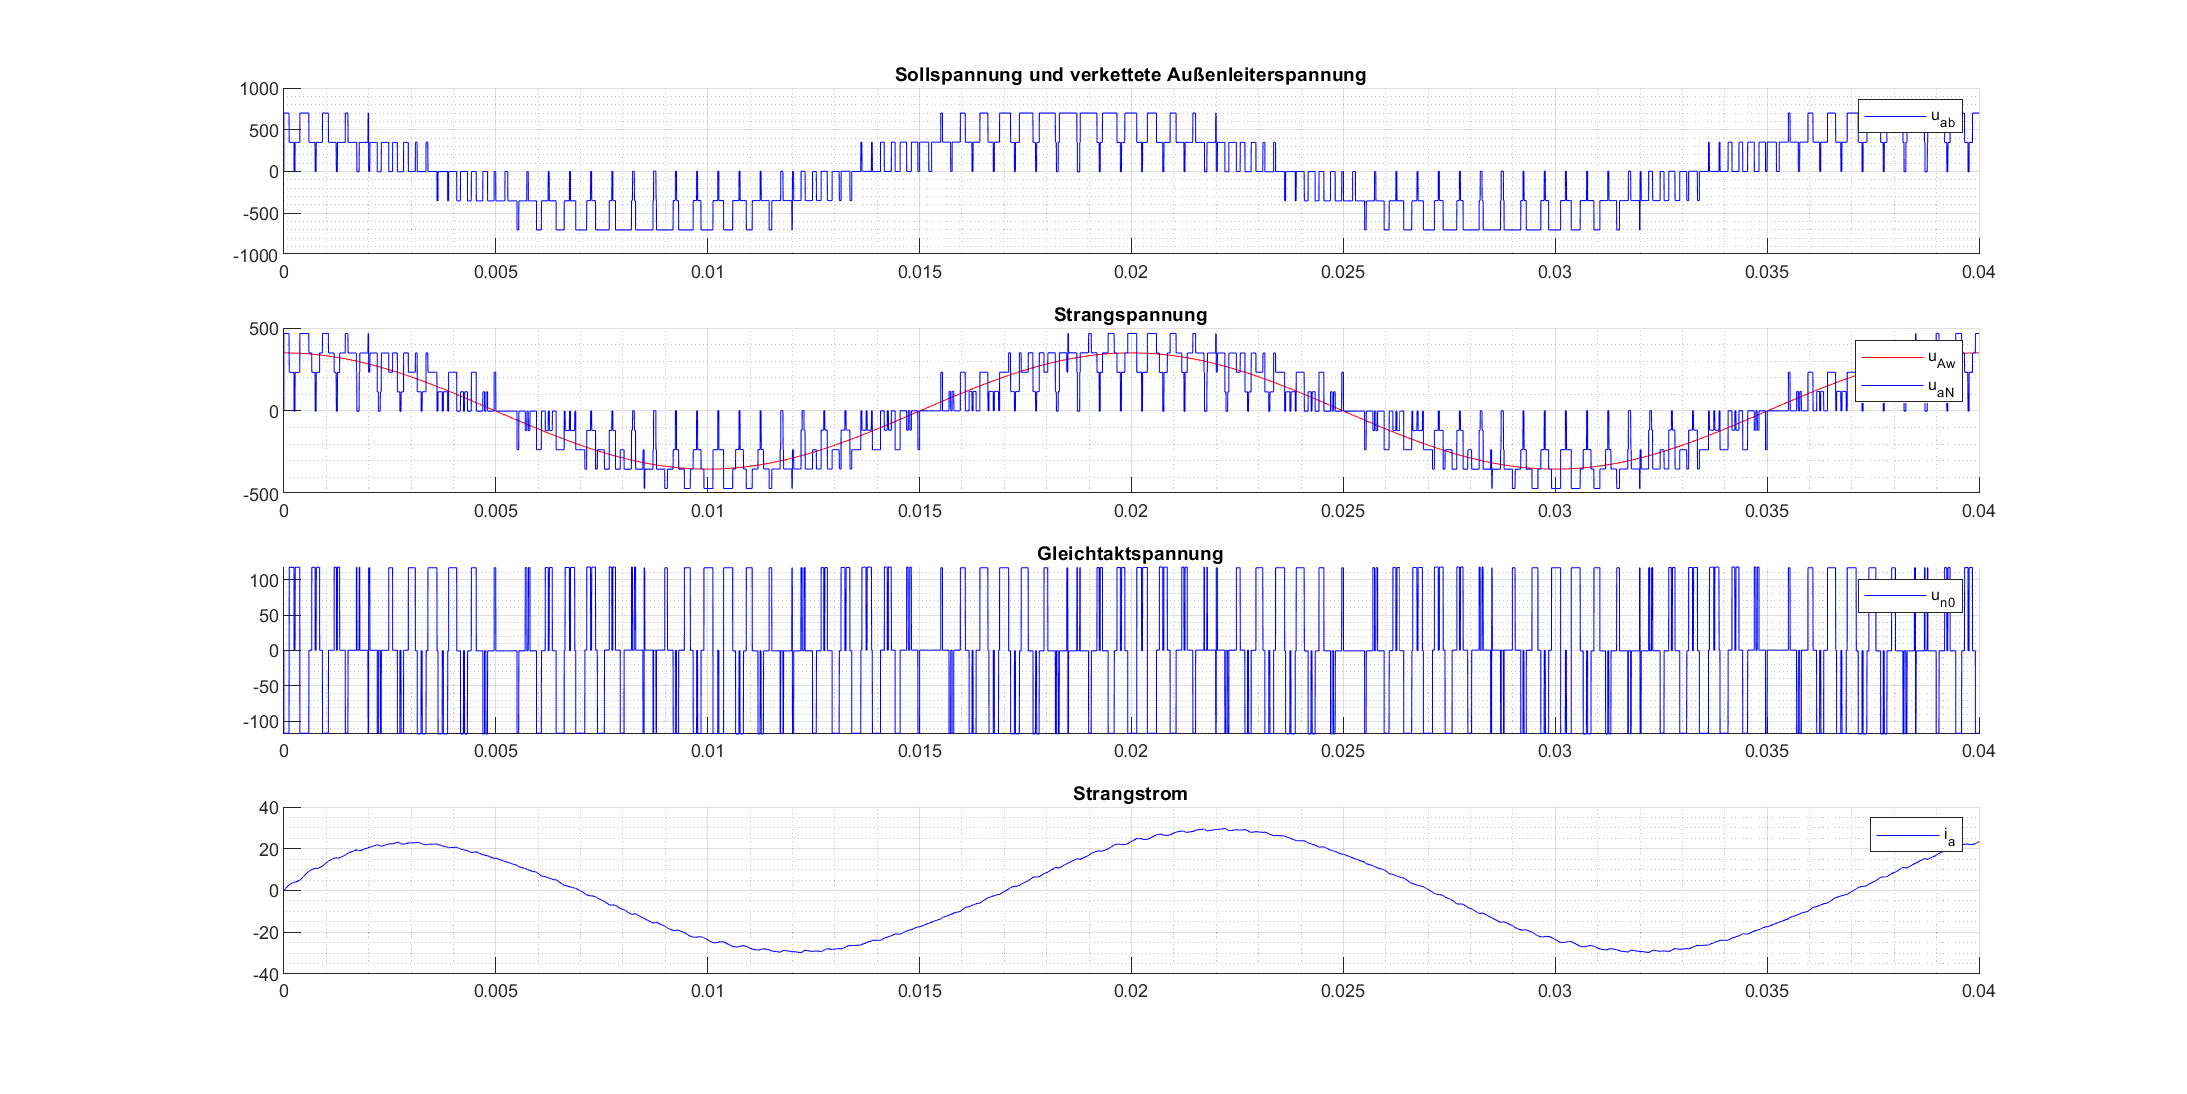 Sollspannung und verkettete Außenleiterspannung
1000
500
0
-500
-1000
u_ab
0 0.005 0.01 0.015 0.02 0.025 0.03 0.035 0.04
Strangspannung
500
0
-500
u_Aw
u_aN
0 0.005 0.01 0.015 0.02 0.025 0.03 0.035 0.04
Gleichtaktspannung
100
50
0
-50
-100
u_n0
0 0.005 0.01 0.015 0.02 0.025 0.03 0.035 0.04
Strangstrom
40
20
0
-20
-40
i_a
0 0.005 0.01 0.015 0.02 0.025 0.03 0.035 0.04